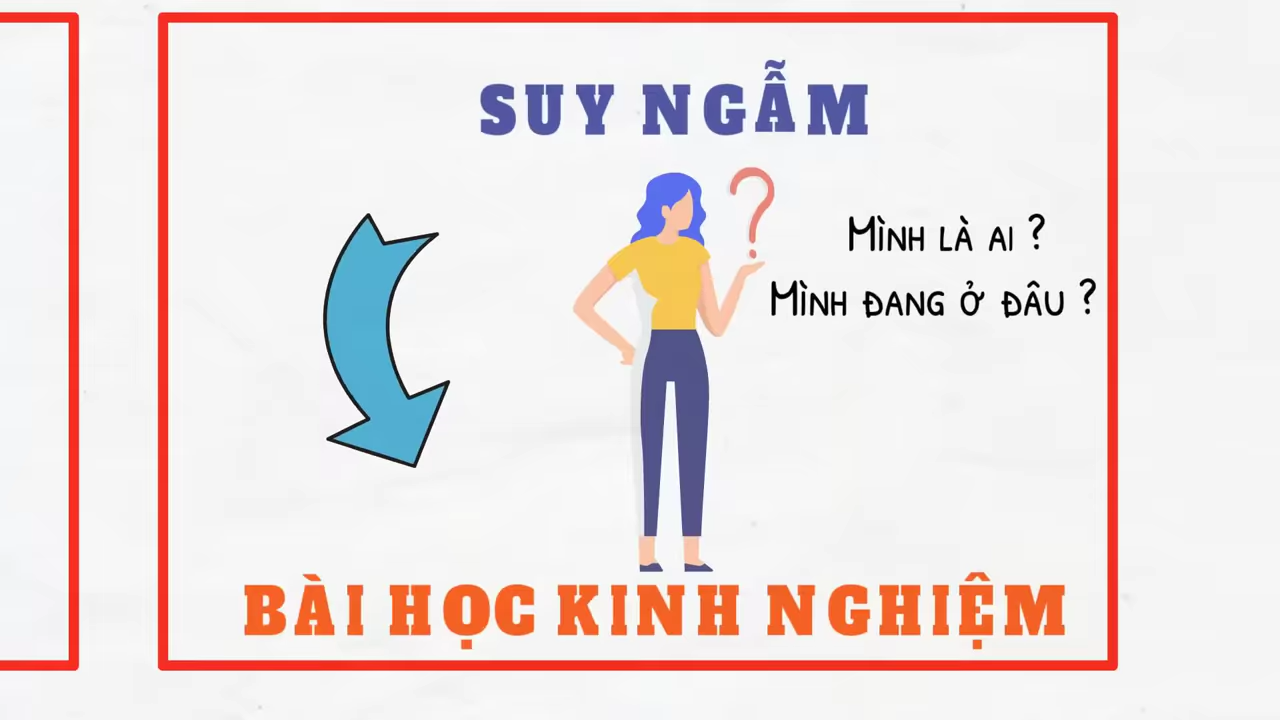 SUY NGẪM
?
MÌNH LÀ AI ?
MÌNH ĐANG Ở ĐÂU ?
BÀI HỌC KINH NGHIỆM